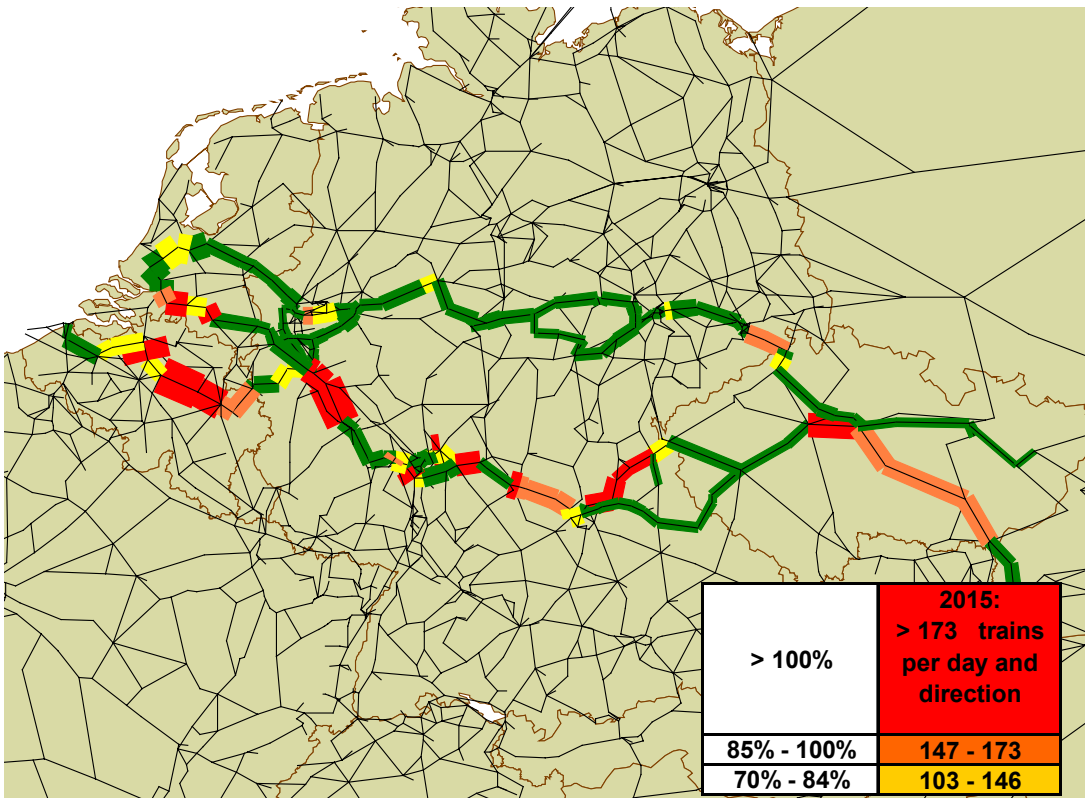 > 100%
2015:
> 173 trains
per day and
direction
85% - 100%
147 - 173
70% - 84%
103 - 146